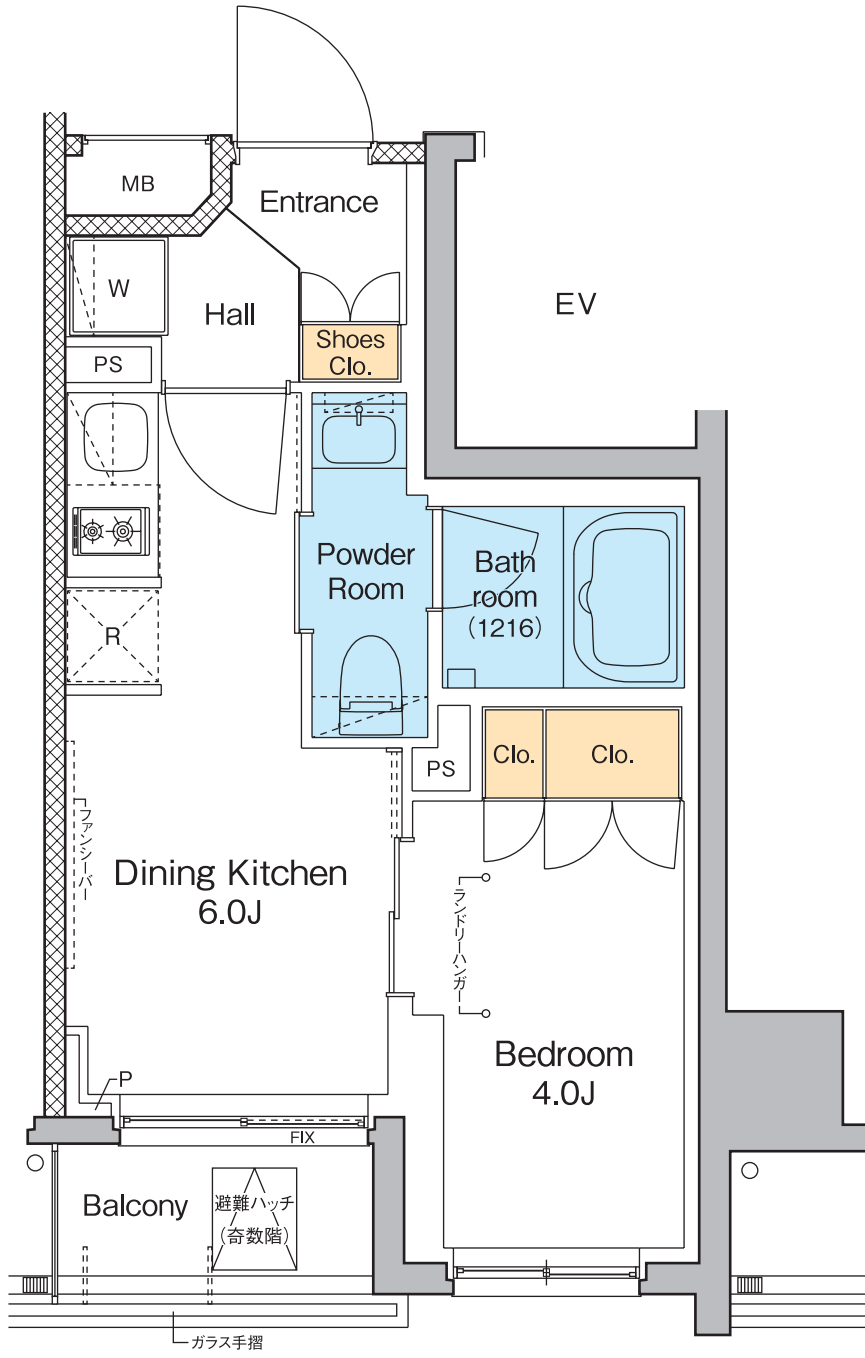 MB
Entrance
W
Hall
EV
PS
Shoes
Clo.
Powder
Room
Bath
room
(1216)
R
PS
Clo.
Clo.
ファンシーバー
Dining Kitchen
6.0J
ランドリーハンガー
Bedroom
4.0J
P
FIX
Balcony
避難ハッチ
(奇数階)
ガラス手摺